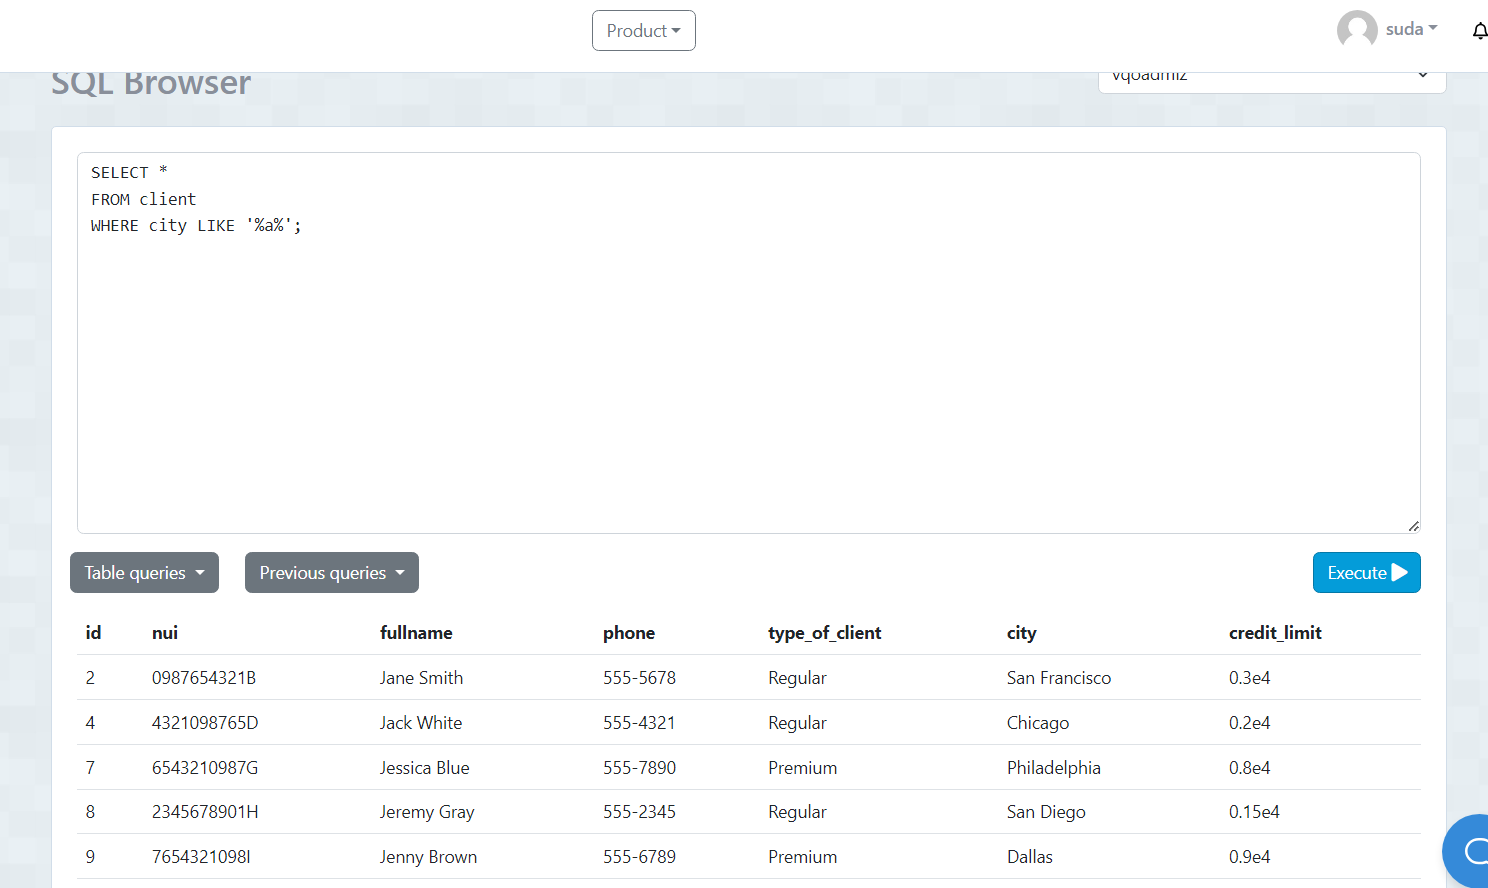 Product
suda
SQL Browser
vqoadmiz
SELECT *
FROM client
WHERE city LIKE '%a%';
Table queries
Previous queries
Execute
id nui fullname phone type_of_client city credit_limit
2 0987654321B Jane Smith 555-5678 Regular San Francisco 0.3e4
4 4321098765D Jack White 555-4321 Regular Chicago 0.2e4
7 6543210987G Jessica Blue 555-7890 Premium Philadelphia 0.8e4
8 2345678901H Jeremy Gray 555-2345 Regular San Diego 0.15e4
9 7654321098I Jenny Brown 555-6789 Premium Dallas 0.9e4